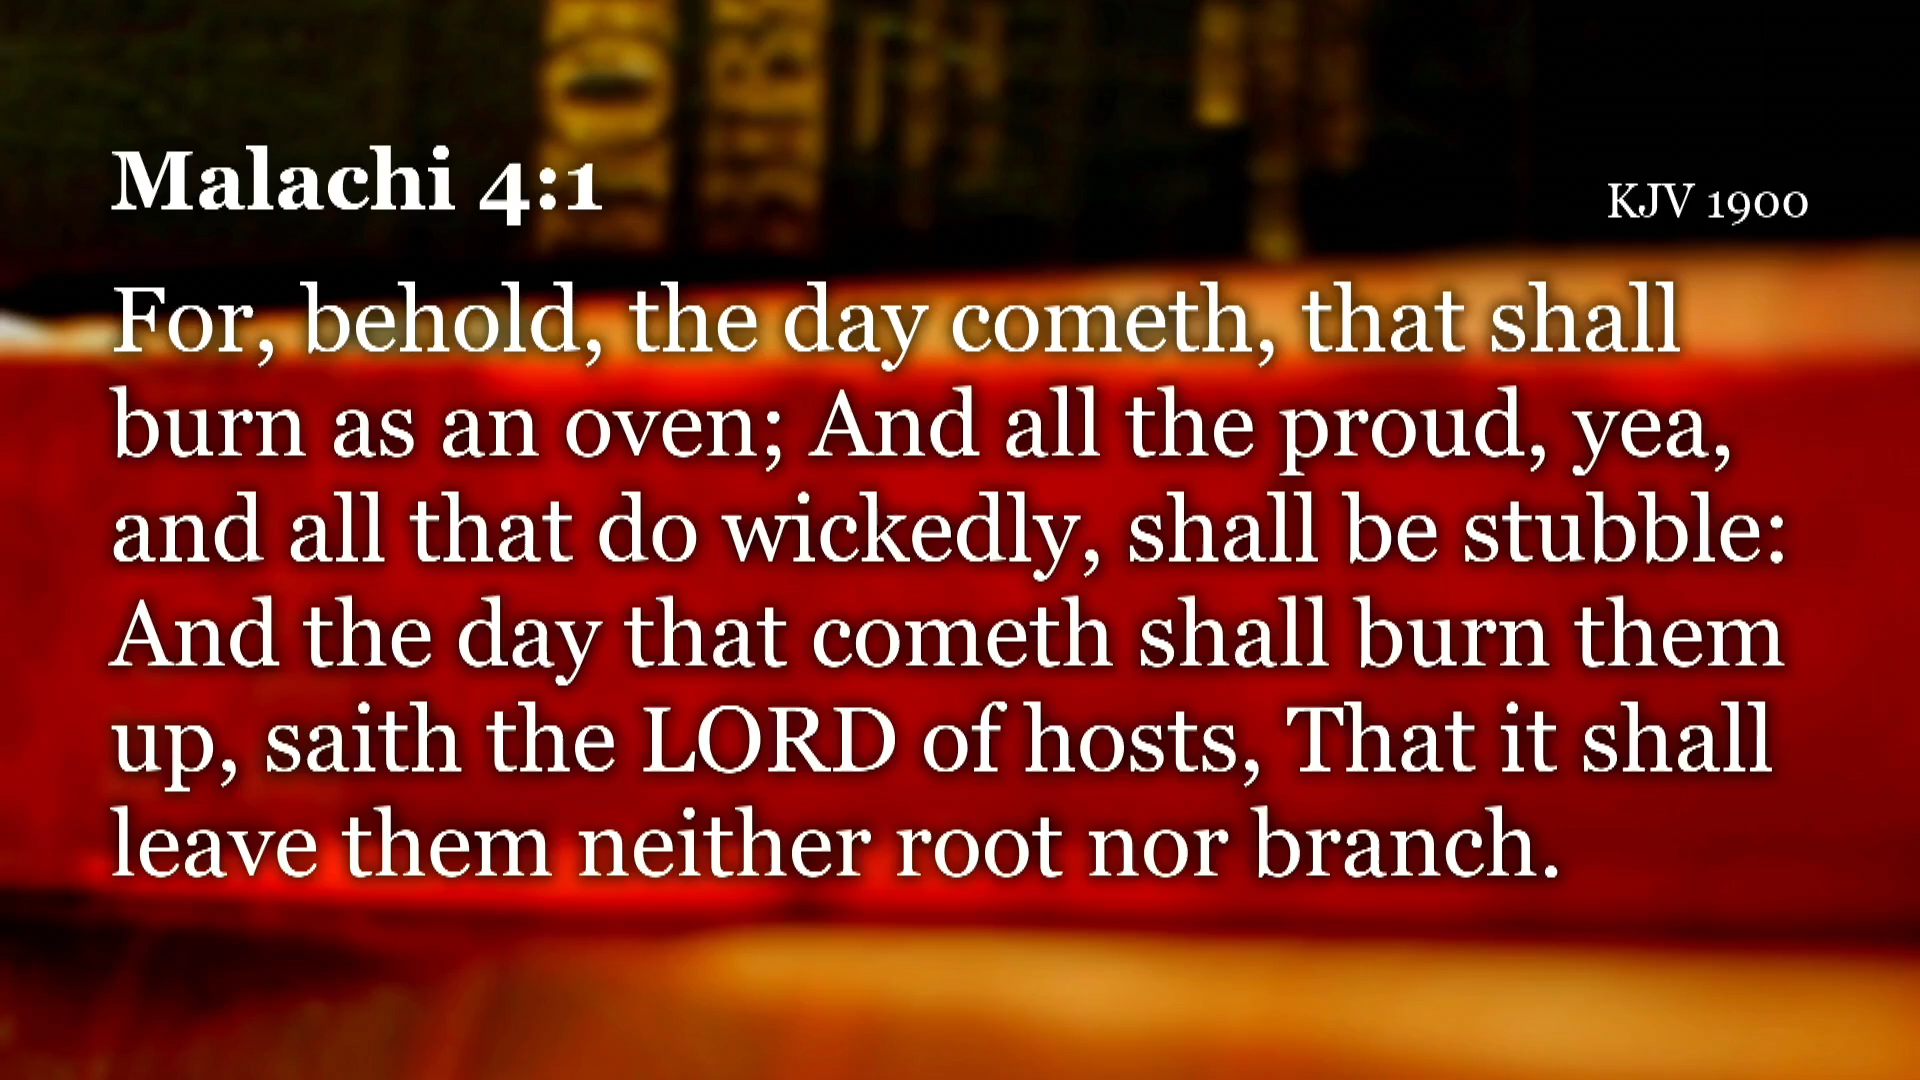 Malachi 4:1
KJV 1900
For, behold, the day cometh, that shall
burn as an oven; And all the proud, yea,
and all that do wickedly, shall be stubble:
And the day that cometh shall burn them
up, saith the LORD of hosts, That it shall
leave them neither root nor branch.